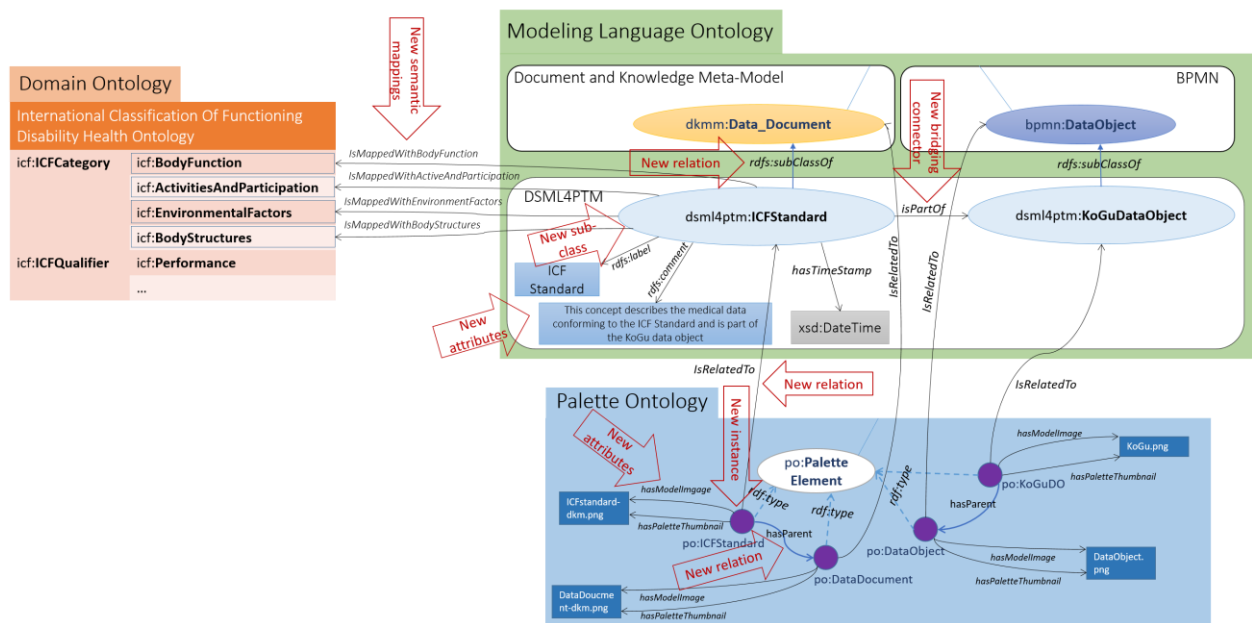 Modeling Language Ontology
New semantic
mappings
Domain Ontology
International Classification Of Functioning
Disability Health Ontology
icf:ICFCategory
icf:BodyFunction
icf:ActivitiesAndParticipation
icf:EnvironmentalFactors
icf:BodyStructures
icf:ICFQualifier
icf:Performance
...
IsMappedWithBodyFunction
IsMappedWithActiveAndParticipation
IsMappedWithEnvironmentFactors
IsMappedWithBodyStructures
Document and Knowledge Meta-Model
BPMN
dkmm:Data_Document
bpmn:DataObject
New bridging
connector
New relation
rdfs:subClassOf
rdfs:subClassOf
DSML4PTM
dsml4ptm:ICFStandard
isPartOf
dsml4ptm:KoGuDataObject
New sub-
class
rdfs:label
rdfs:comment
hasTimeStamp
IsRelatedTo
IsRelatedTo
ICF
Standard
New
attributes
This concept describes the medical data
conforming to the ICF Standard and is part of
the KoGu data object
xsd:DateTime
IsRelatedTo
New relation
IsRelatedTo
Palette Ontology
New instance
New
attributes
po:Palette
Element
hasModelImage
KoGu.png
hasPaletteThumbnail
po:KoGuDO
rdf:type
rdf:type
rdf:type
hasParent
ICFstandard-
dkm.png
hasModelImgage
hasPaletteThumbnail
po:ICFStandard
hasParent
po:DataObject
New relation
po:DataDocument
hasModelImage
hasPaletteThumbnail
DataObject.
png
DataDoucme
nt-dkm.png
hasModelImage
hasPaletteThumbnail